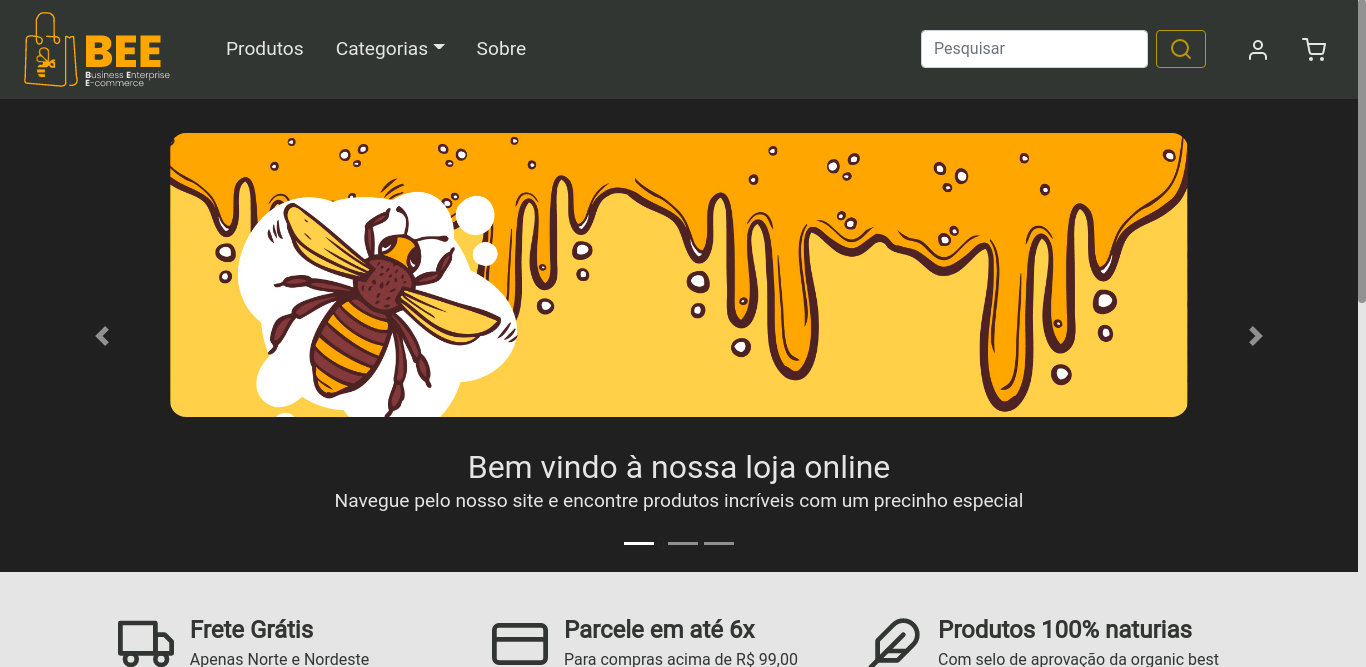 BEE
Business Enterprise
E-commerce
Produtos
Categorias
Sobre
Pesquisar
Bem vindo à nossa loja online
Navegue pelo nosso site e encontre produtos incríveis com um precinho especial
Frete Grátis
Apenas Norte e Nordeste
Parcele em até 6x
Para compras acima de R$ 99,00
Produtos 100% naturias
Com selo de aprovação da organic best